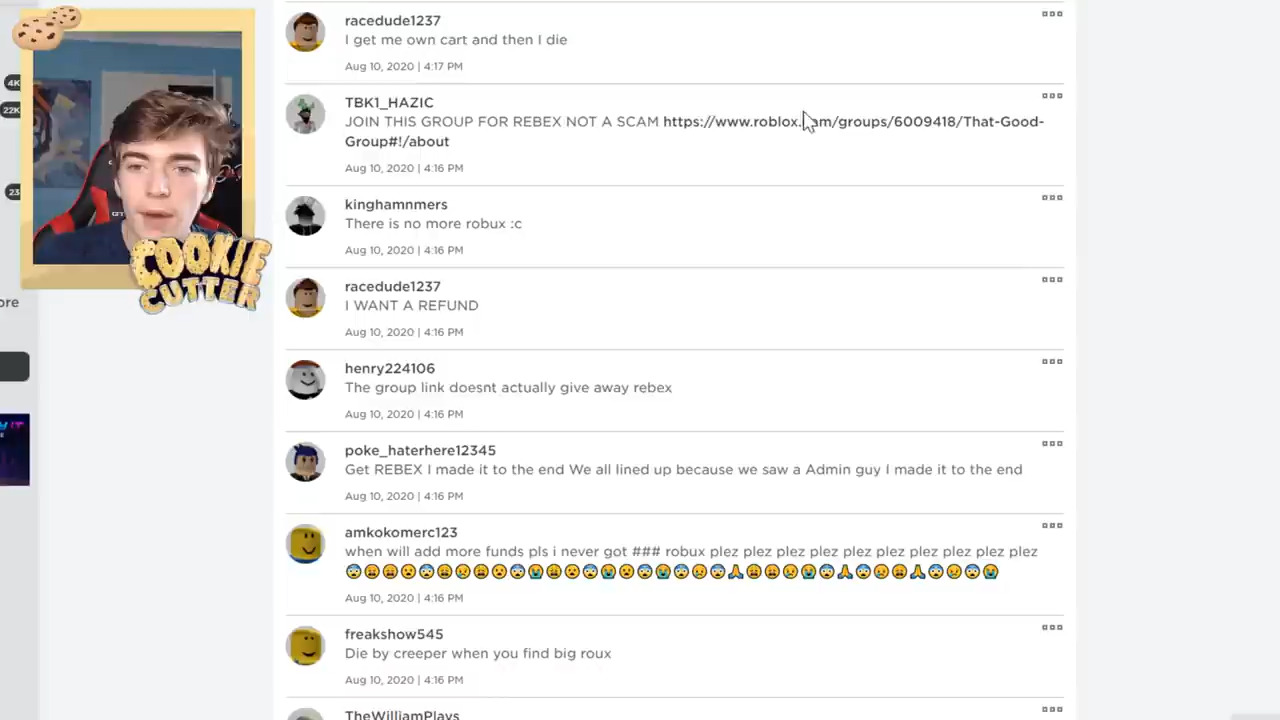 4K
22K
23
ore
COOKIE
CUTTER
racedude1237
I get me own cart and then I die
Aug 10, 2020 | 4:17 PM
TBK1_HAZIC
JOIN THIS GROUP FOR REBEX NOT A SCAM https://www.roblox. am/groups/6009418/That-Good-
Group#!/about
Aug 10, 2020 | 4:16 PM
kinghamnmers
There is no more robux :c
Aug 10, 2020 | 4:16 PM
racedude1237
I WANT A REFUND
Aug 10, 2020 | 4:16 PM
henry224106
The group link doesnt actually give away rebex
Aug 10, 2020 | 4:16 PM
poke_haterhere12345
Get REBEX I made it to the end We all lined up because we saw a Admin guy I made it to the end
Aug 10, 2020 | 4:16 PM
amkokomerc123
when will add more funds pls i never got ### robux plez plez plez plez plez plez plez plez plez plez
Aug 10, 2020 | 4:16 PM
freakshow545
Die by creeper when you find big roux
Aug 10, 2020 | 4:16 PM
TheWilliamPlays